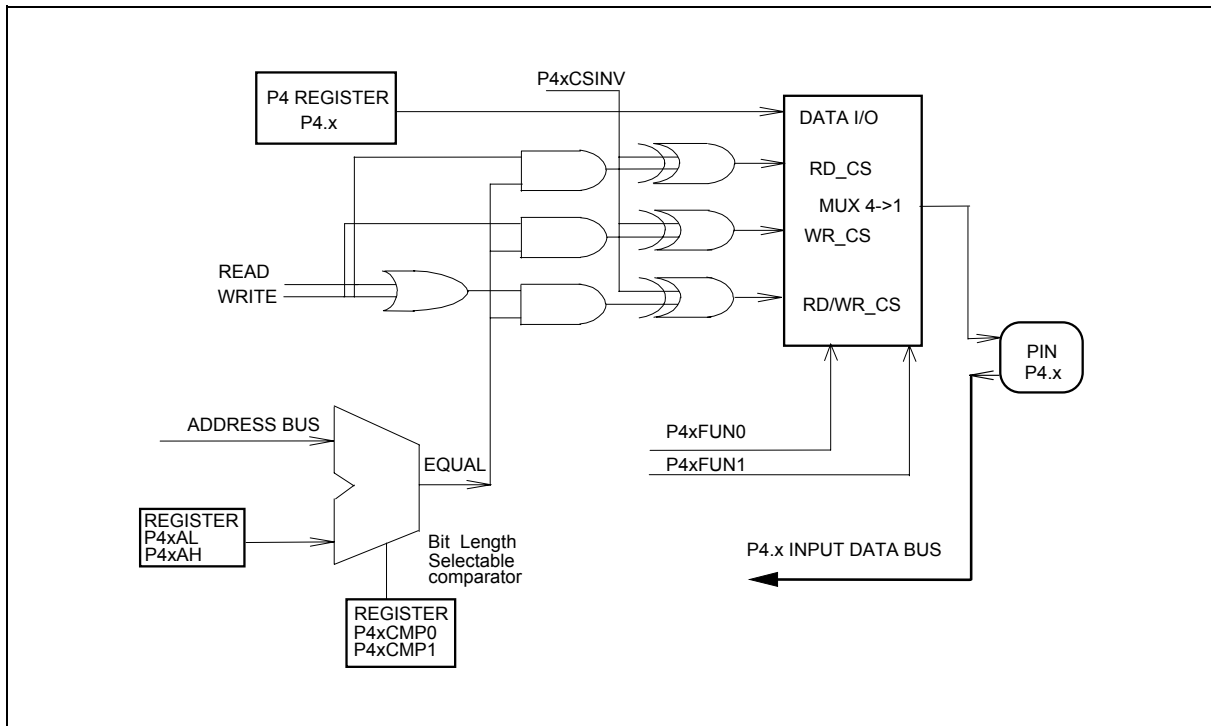 P4xCSINV
P4 REGISTER
P4.x
DATA I/O
RD_CS
MUX 4->1
WR_CS
READ
WRITE
RD/WR_CS
PIN
P4.x
ADDRESS BUS
P4xFUN0
EQUAL
P4xFUN1
REGISTER
P4xAL
P4xAH
Bit Length
Selectable
comparator
P4.x INPUT DATA BUS
REGISTER
P4xCMP0
P4xCMP1